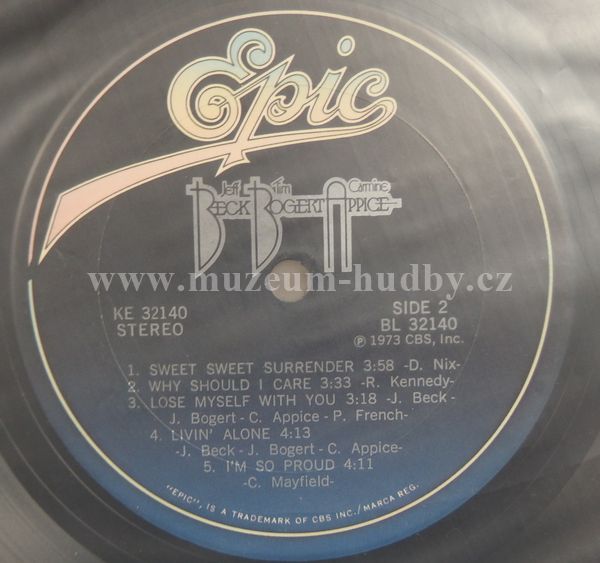 Epic
Jeff Tim Carmine
BECK BOGERT APPICE
www.muzeum-hudby.cz
KE 32140
STEREO
SIDE 2
BL 32140
℗ 1973 CBS, Inc.
1. SWEET SWEET SURRENDER 3:58 -D. Nix-
2. WHY SHOULD I CARE 3:33 -R. Kennedy-
3. LOSE MYSELF WITH YOU 3:18 -J. Beck -
J. Bogert- C. Appice - P. French-
4. LIVIN' ALONE 4:13
-J. Beck - J. Bogert - C. Appice-
5. I'M SO PROUD 4:11
-C. Mayfield-
"EPIC", IS A TRADEMARK OF CBS INC./MARCA REG.